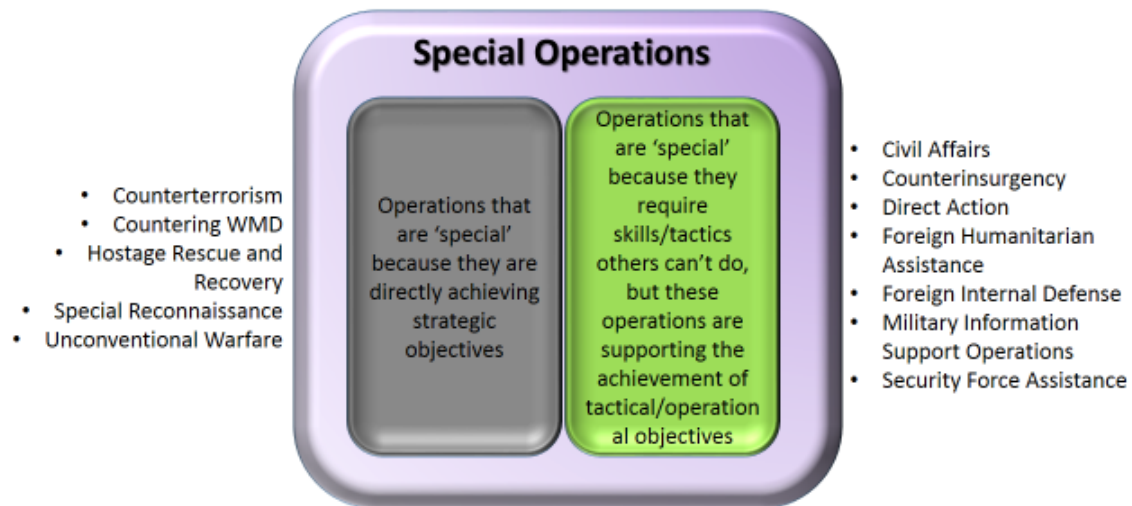 Special Operations
• Counterterrorism
• Countering WMD
• Hostage Rescue and
Recovery
• Special Reconnaissance
• Unconventional Warfare
Operations that
are ‘special’
because they are
directly achieving
strategic
objectives
Operations that
are ‘special’
because they
require
skills/tactics
others can’t do,
but these
operations are
supporting the
achievement of
tactical/operation
al objectives
• Civil Affairs
• Counterinsurgency
• Direct Action
• Foreign Humanitarian
Assistance
• Foreign Internal Defense
• Military Information
Support Operations
• Security Force Assistance